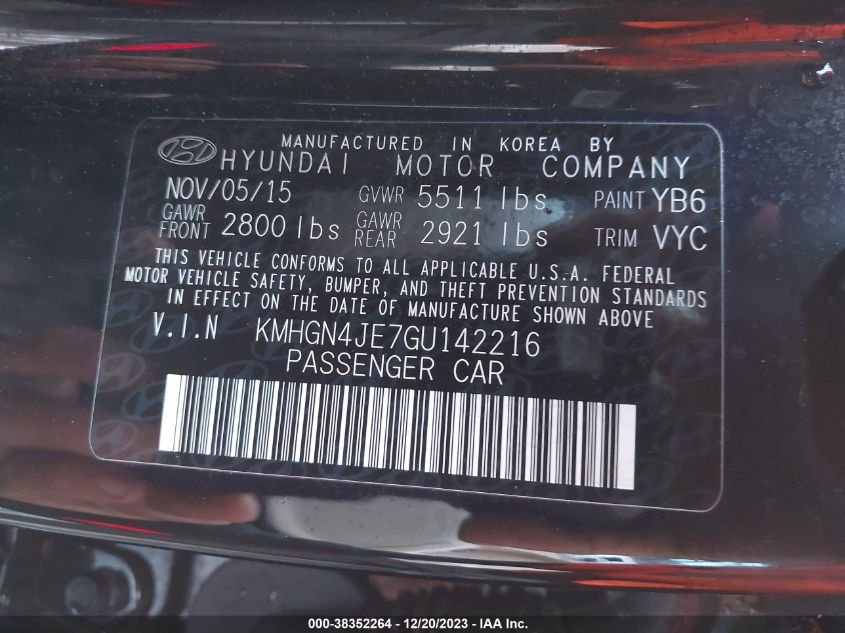 MANUFACTURED IN KOREA BY
HYUNDAI MOTOR COMPANY
NOV/05/15 GVWR 5511 lbs PAINT YB6
GAWR FRONT 2800 lbs GAWR REAR 2921 lbs TRIM VYC
THIS VEHICLE CONFORMS TO ALL APPLICABLE U.S.A. FEDERAL
MOTOR VEHICLE SAFETY, BUMPER, AND THEFT PREVENTION STANDARDS
IN EFFECT ON THE DATE OF MANUFACTURE SHOWN ABOVE
V.I.N KMHGN4JE7GU142216
PASSENGER CAR
000-38352264 - 12/20/2023 - IAA Inc.